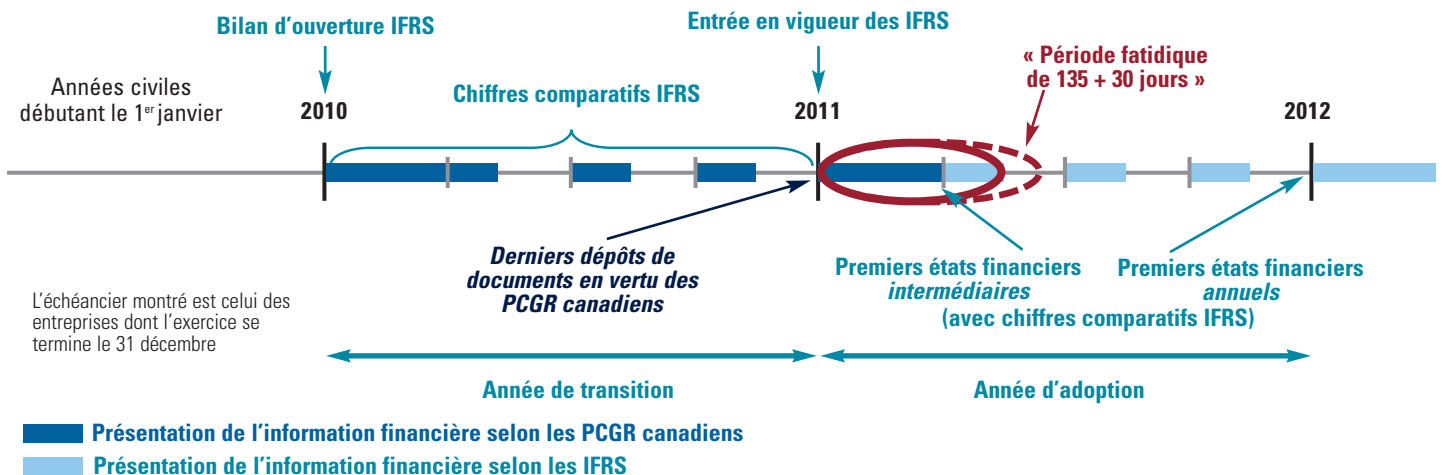 Bilan d'ouverture IFRS
Entrée en vigueur des IFRS
« Période fatidique
de 135 + 30 jours »
Années civiles
débutant le 1er janvier
Chiffres comparatifs IFRS
2010
2011
2012
Derniers dépôts de
documents en vertu des
PCGR canadiens
Premiers états financiers
intermédiaires
(avec chiffres comparatifs IFRS)
Premiers états financiers
annuels
L'échéancier montré est celui des
entreprises dont l'exercice se
termine le 31 décembre
Année de transition
Année d'adoption
Présentation de l'information financière selon les PCGR canadiens
Présentation de l'information financière selon les IFRS